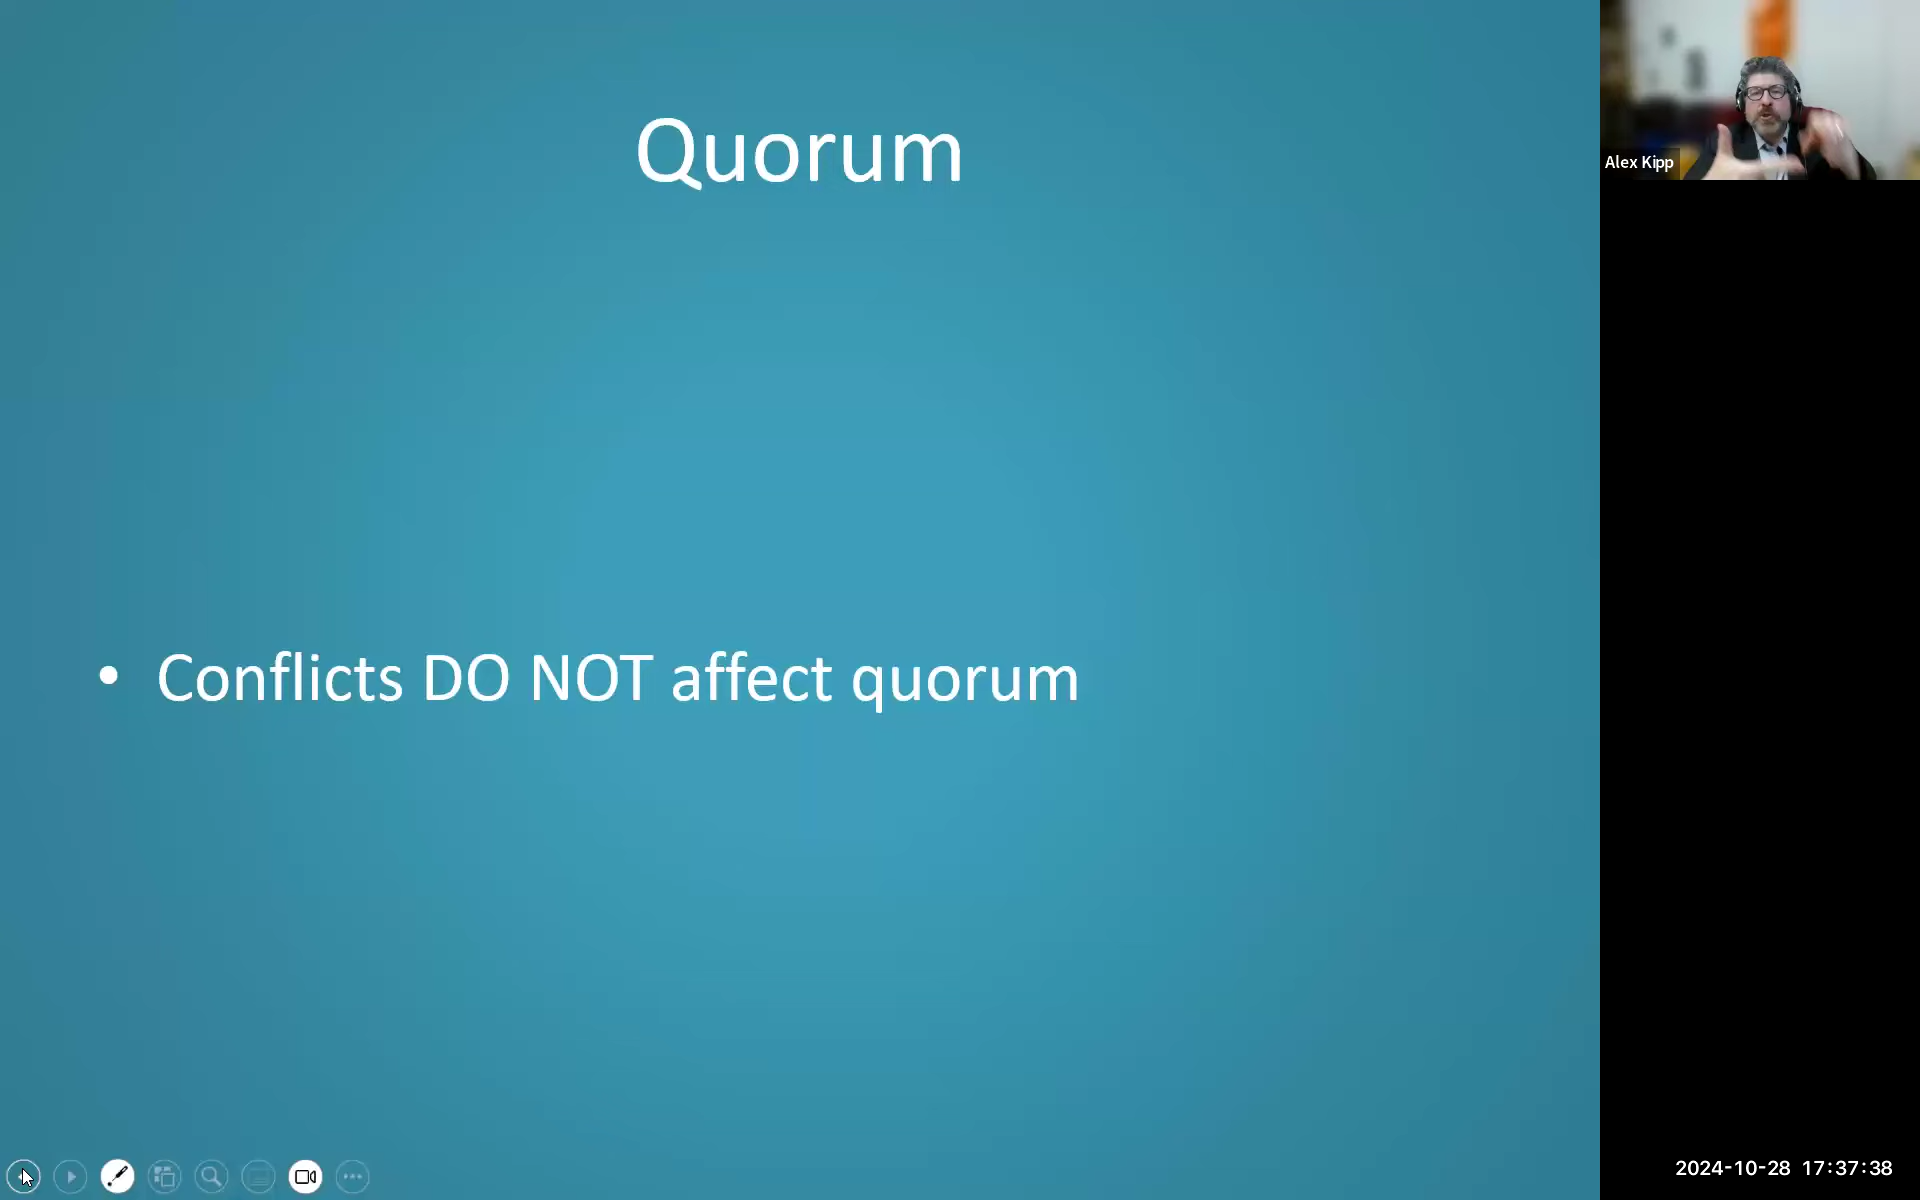 Quorum
Alex Kipp
• Conflicts DO NOT affect quorum
2024-10-28 17:37:38